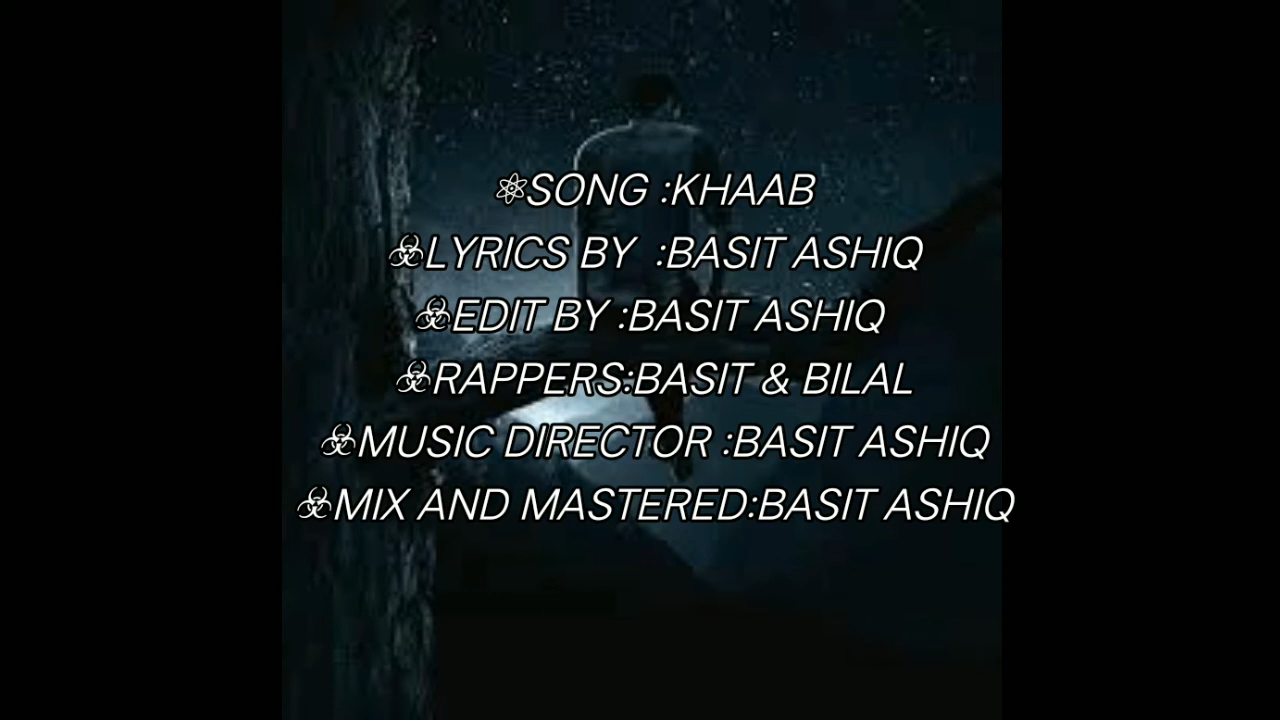 ⚛SONG :KHAAB
☣LYRICS BY :BASIT ASHIQ
☣EDIT BY :BASIT ASHIQ
☣RAPPERS:BASIT & BILAL
☣MUSIC DIRECTOR :BASIT ASHIQ
☣MIX AND MASTERED:BASIT ASHIQ